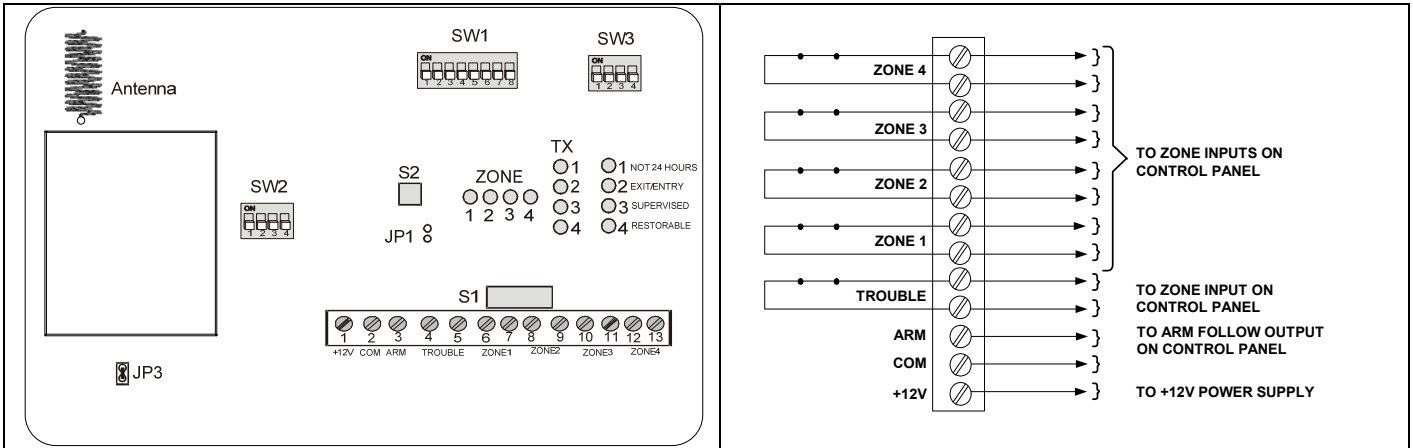 SW1
SW3
ON
1 2 3 4 5 6 7 8
ON
1 2 3 4
Antenna
TX
1
2
3
4
1 NOT 24 HOURS
2 EXIT/ENTRY
3 SUPERVISED
4 RESTORABLE
S2
ZONE
1 2 3 4
SW2
ON
1 2 3 4
JP1
S1
1 2 3 4 5 6 7 8 9 10 11 12 13
+12V COM ARM TROUBLE ZONE1 ZONE2 ZONE3 ZONE4
JP3
ZONE 4
ZONE 3
ZONE 2
ZONE 1
TROUBLE
ARM
COM
+12V
TO ZONE INPUTS ON
CONTROL PANEL
TO ZONE INPUT ON
CONTROL PANEL
TO ARM FOLLOW OUTPUT
ON CONTROL PANEL
TO +12V POWER SUPPLY